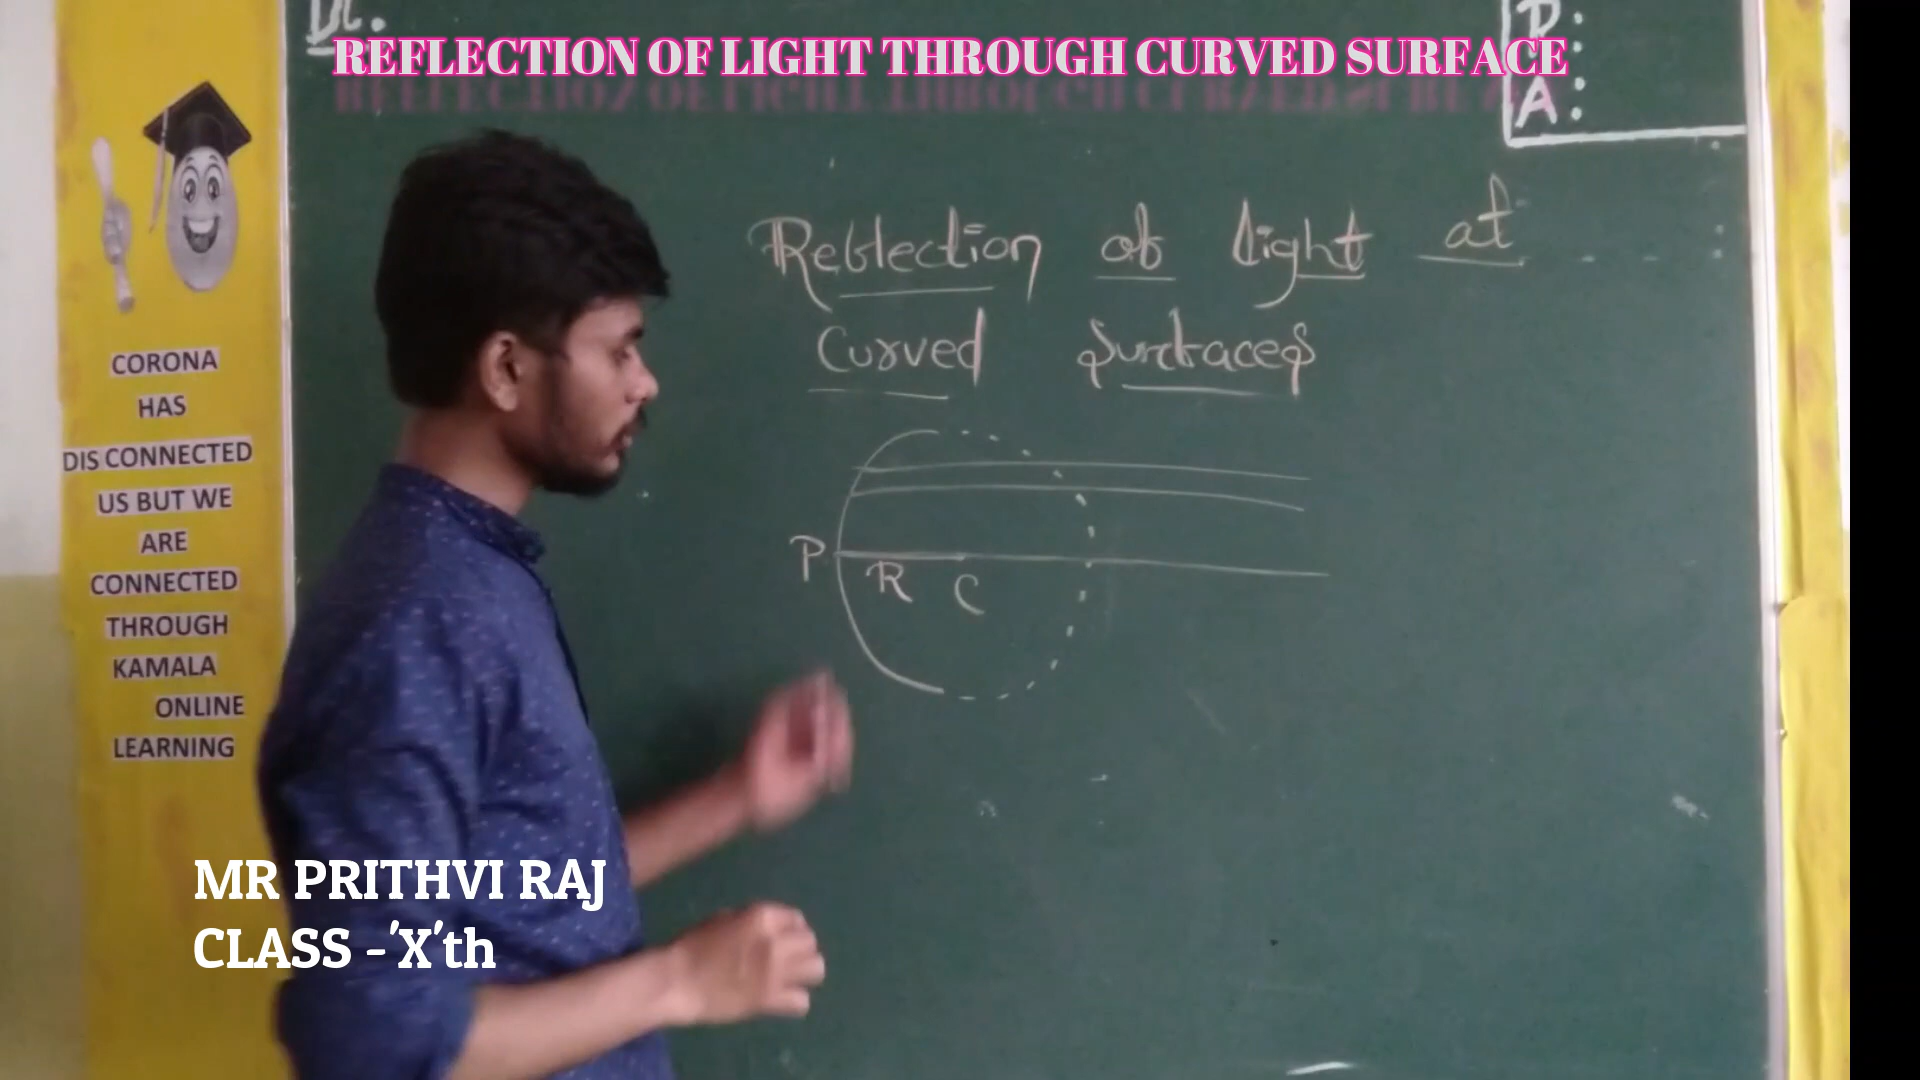 REFLECTION OF LIGHT THROUGH CURVED SURFACE
D:
A:
Reflection of light at
Curved Surfaces
P
R
C
CORONA
HAS
DIS CONNECTED
US BUT WE
ARE
CONNECTED
THROUGH
KAMALA
ONLINE
LEARNING
MR PRITHVI RAJ
CLASS -'X'th